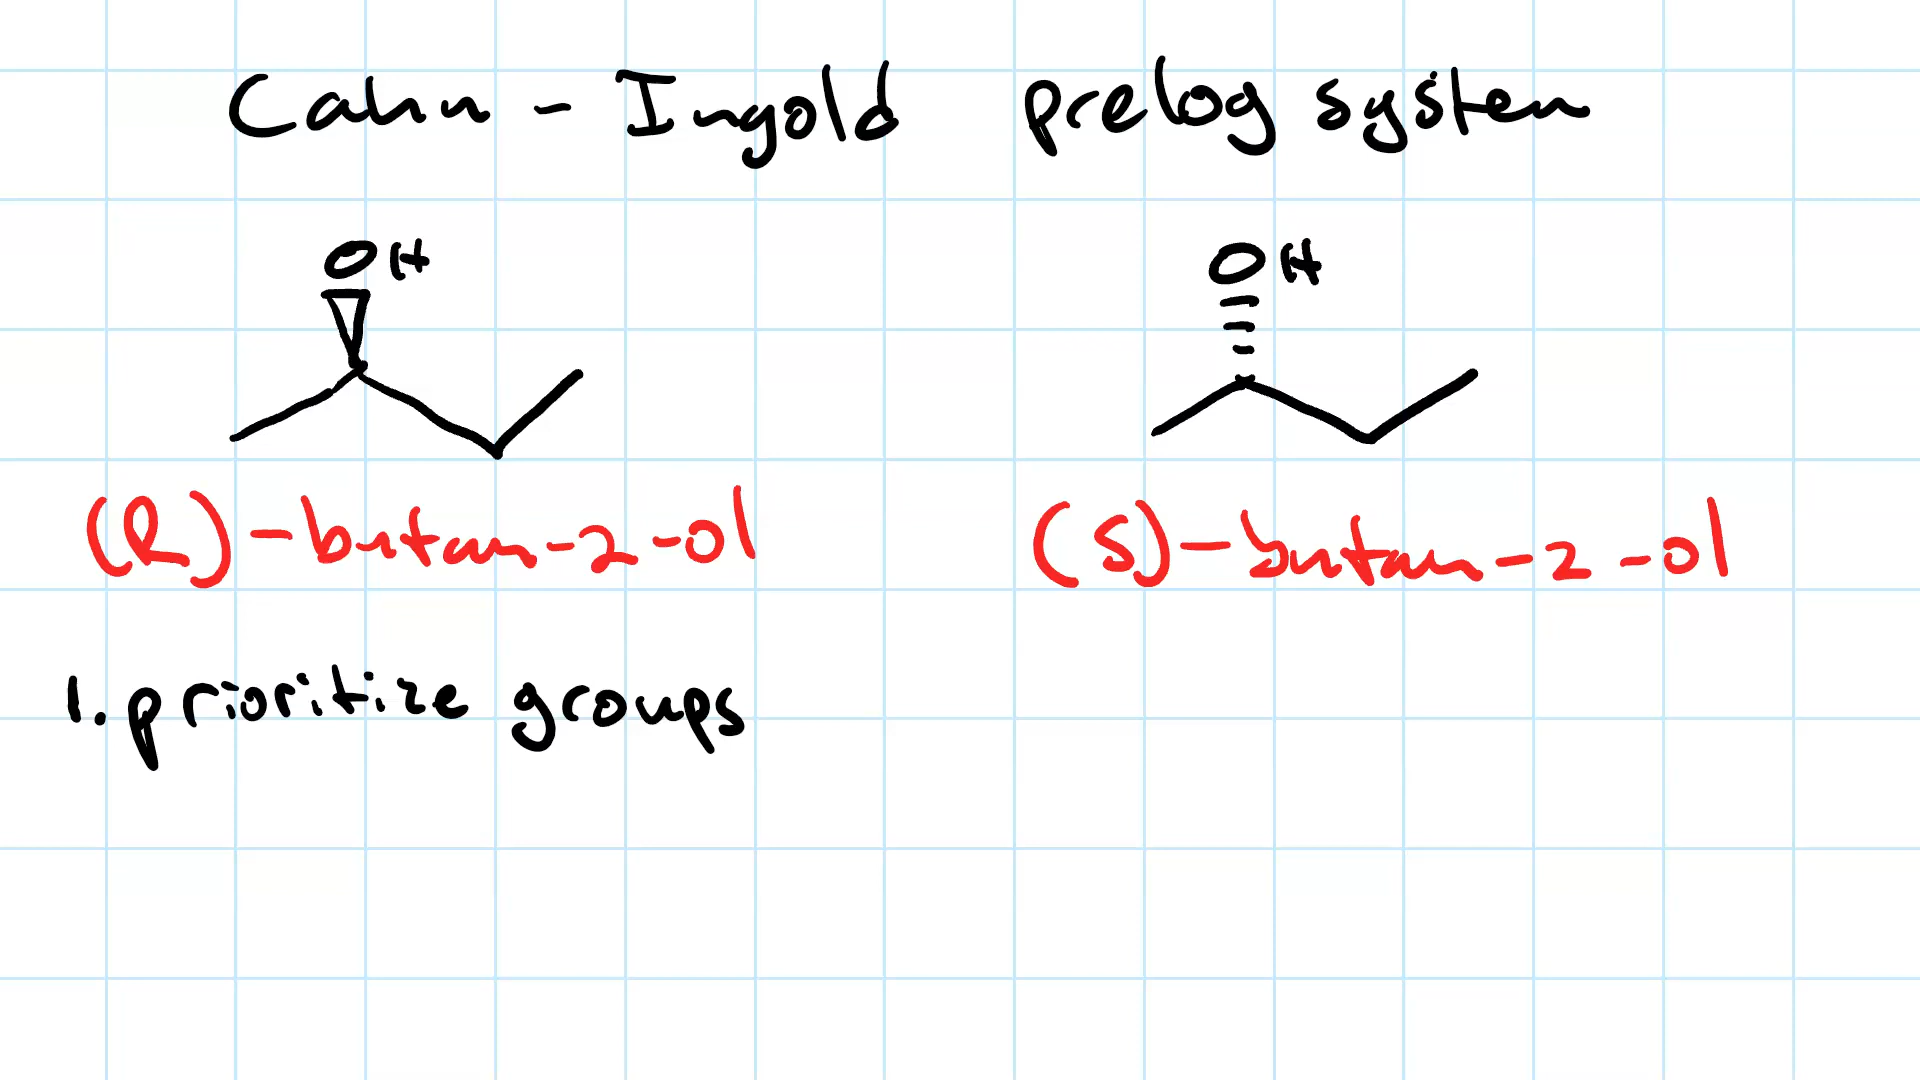 Cahn - Ingold prelog system
OH OH
(R)-butan-2-ol (S)-butan-2-ol
1. prioritize groups